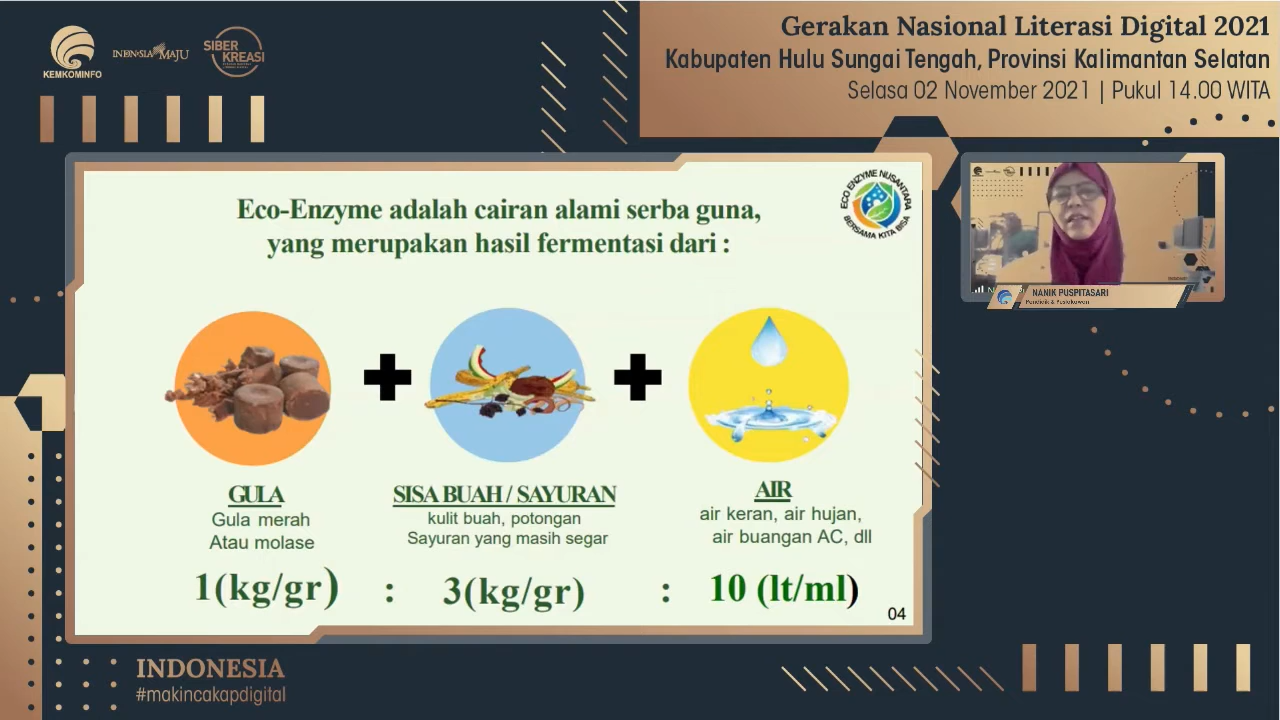 KEMKOMINFO
INDONESIA MAJU
SIBER
KREASI
Gerakan Nasional Literasi Digital 2021
Kabupaten Hulu Sungai Tengah, Provinsi Kalimantan Selatan
Selasa 02 November 2021 | Pukul 14.00 WITA
Eco-Enzyme adalah cairan alami serba guna,
yang merupakan hasil fermentasi dari :
ECO ENZYME NUSANTARA
BERSAMA KITA BISA
NANIK PUSPITASARI
GULA
Gula merah
Atau molase
SISA BUAH / SAYURAN
kulit buah, potongan
Sayuran yang masih segar
AIR
air keran, air hujan,
air buangan AC, dll
1(kg/gr) : 3(kg/gr) : 10 (lt/ml)
04
INDONESIA
#makincakapdigital